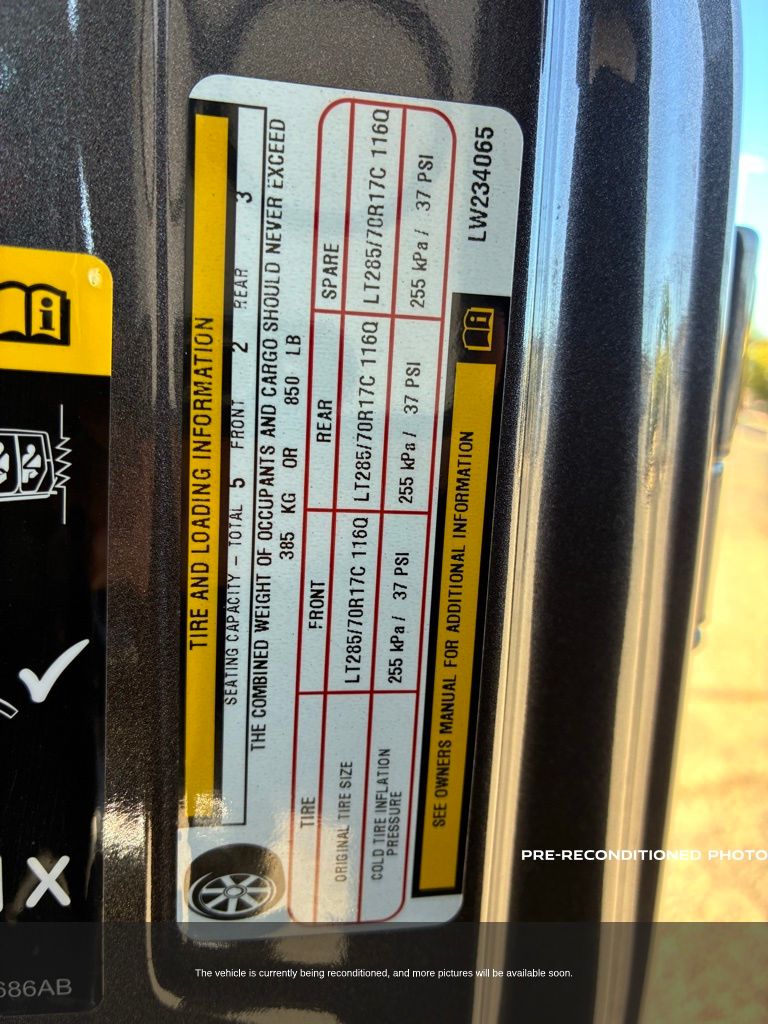 TIRE AND LOADING INFORMATION
SEATING CAPACITY – TOTAL 5 FRONT 2 REAR 3
THE COMBINED WEIGHT OF OCCUPANTS AND CARGO SHOULD NEVER EXCEED
385 KG OR 850 LB
TIRE FRONT REAR SPARE
ORIGINAL TIRE SIZE LT285/70R17C 116Q LT285/70R17C 116Q LT285/70R17C 116Q
COLD TIRE INFLATION PRESSURE 255 kPa / 37 PSI 255 kPa / 37 PSI 255 kPa / 37 PSI
SEE OWNERS MANUAL FOR ADDITIONAL INFORMATION
LW234065
686AB
PRE-RECONDITIONED PHOTO
The vehicle is currently being reconditioned, and more pictures will be available soon.